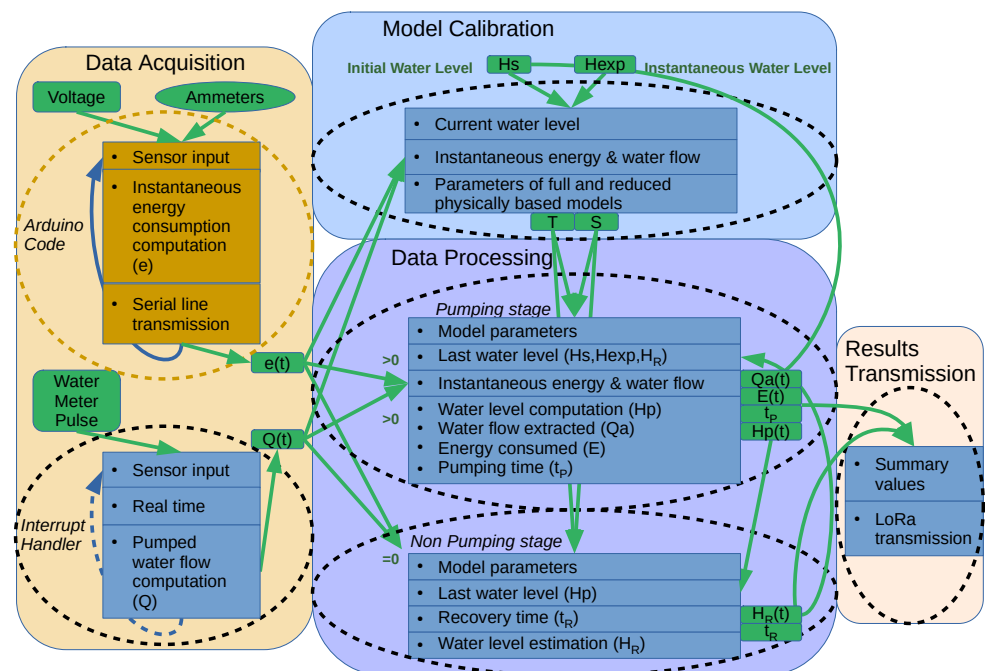 Data Acquisition
Voltage
Ammeters
• Sensor input
• Instantaneous
energy
consumption
computation
(e)
• Serial line
transmission
Arduino
Code
e(t)
Water
Meter
Pulse
Q(t)
• Sensor input
• Real time
• Pumped
water flow
computation
(Q)
Interrupt
Handler
Model Calibration
Initial Water Level
Hs
Hexp
Instantaneous Water Level
• Current water level
• Instantaneous energy & water flow
• Parameters of full and reduced
physically based models
T
S
Data Processing
Pumping stage
• Model parameters
• Last water level (Hs,Hexp,HR)
• Instantaneous energy & water flow
• Water level computation (Hp)
• Water flow extracted (Qa)
• Energy consumed (E)
• Pumping time (tP)
>0
>0
Qa(t)
E(t)
tP
Hp(t)
Non Pumping stage
=0
• Model parameters
• Last water level (Hp)
• Recovery time (tR)
• Water level estimation (HR)
HR(t)
tR
Results
Transmission
• Summary
values
• LoRa
transmission